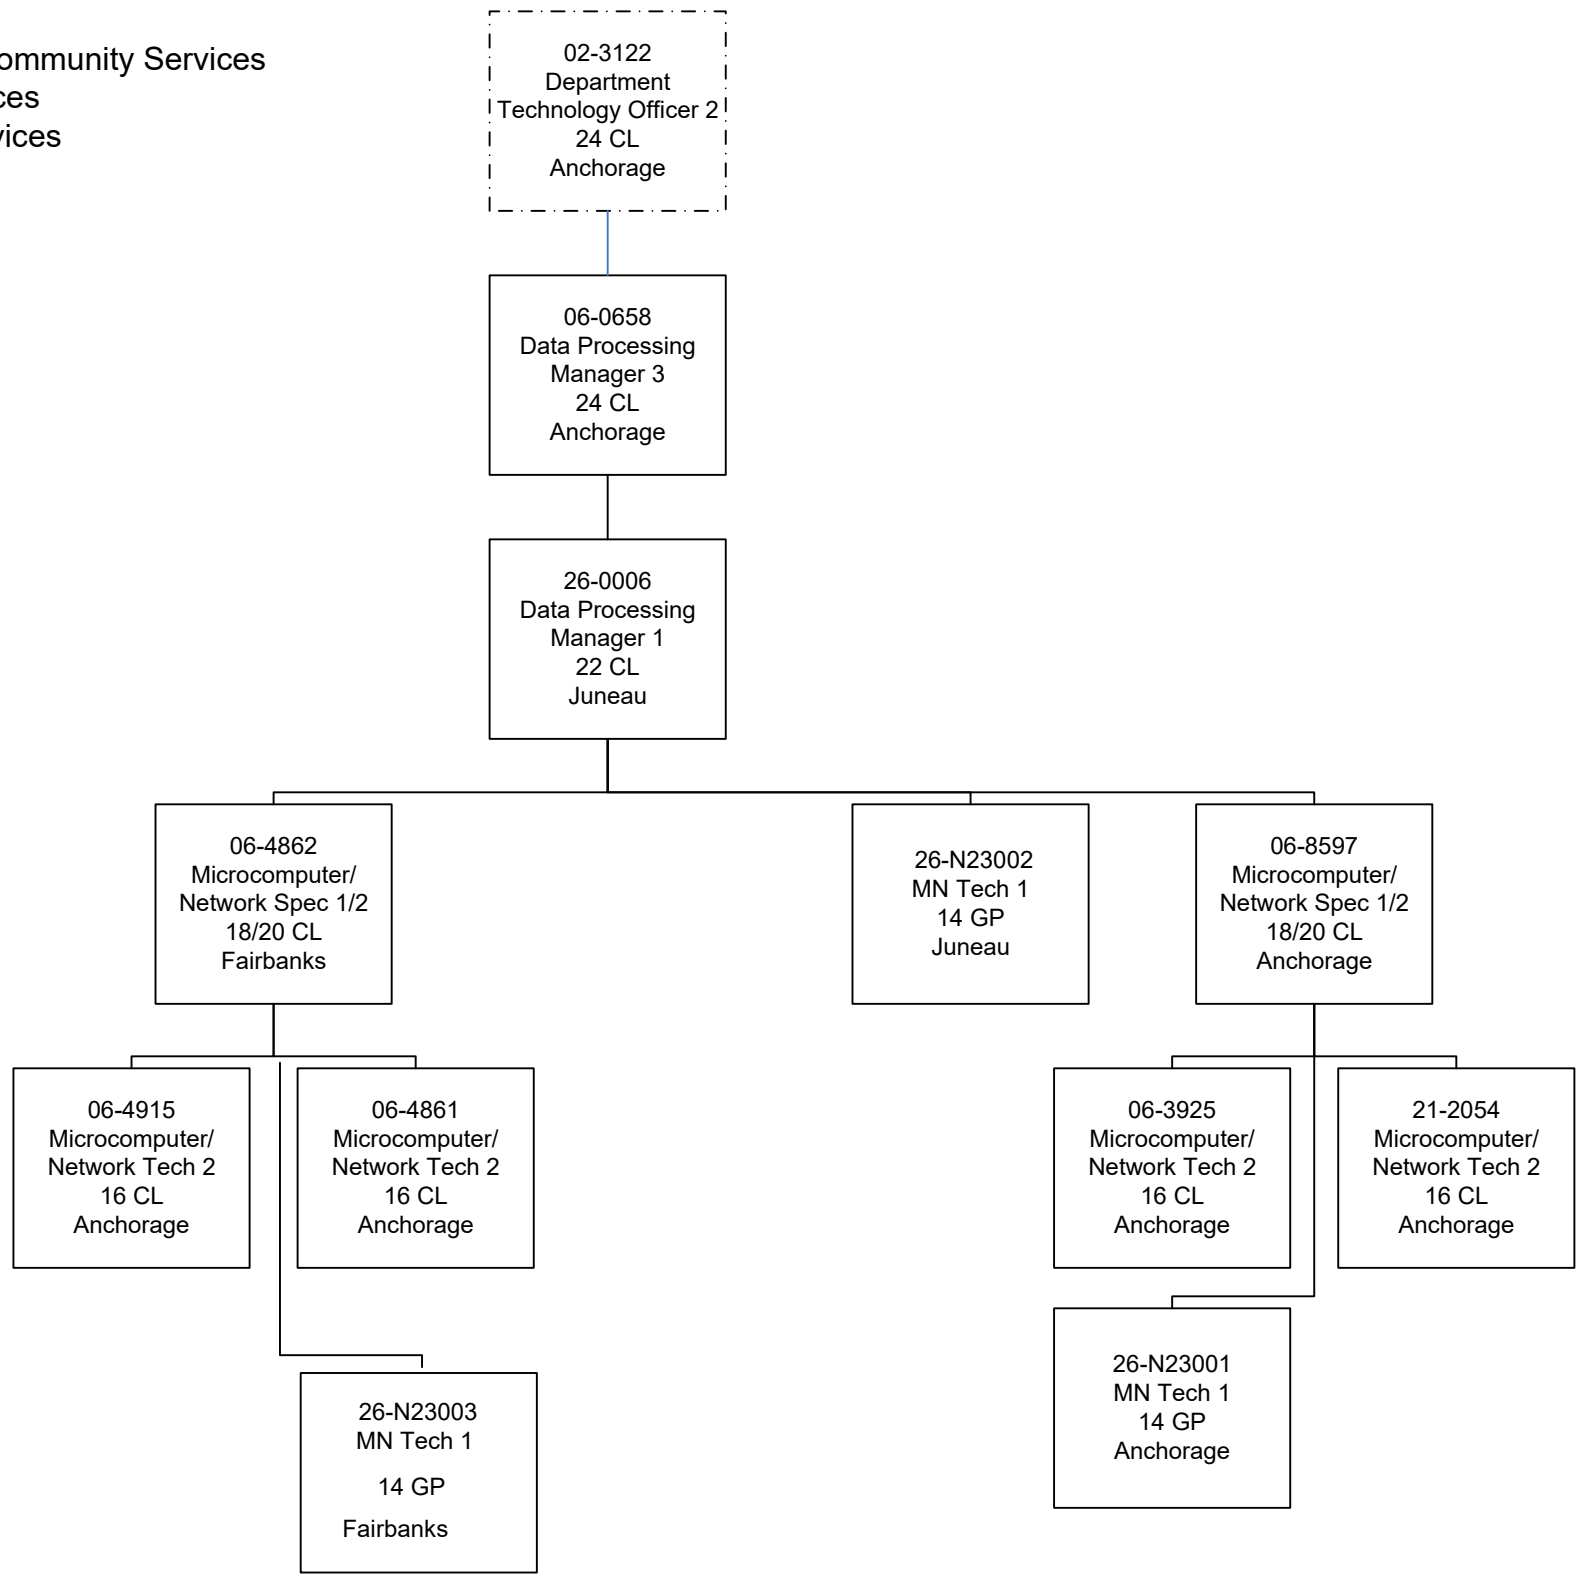 ommunity Services
ces
vices
02-3122
Department
Technology Officer 2
24 CL
Anchorage
06-0658
Data Processing
Manager 3
24 CL
Anchorage
26-0006
Data Processing
Manager 1
22 CL
Juneau
06-4862
Microcomputer/
Network Spec 1/2
18/20 CL
Fairbanks
26-N23002
MN Tech 1
14 GP
Juneau
06-8597
Microcomputer/
Network Spec 1/2
18/20 CL
Anchorage
06-4915
Microcomputer/
Network Tech 2
16 CL
Anchorage
06-4861
Microcomputer/
Network Tech 2
16 CL
Anchorage
06-3925
Microcomputer/
Network Tech 2
16 CL
Anchorage
21-2054
Microcomputer/
Network Tech 2
16 CL
Anchorage
26-N23003
MN Tech 1
14 GP
Fairbanks
26-N23001
MN Tech 1
14 GP
Anchorage